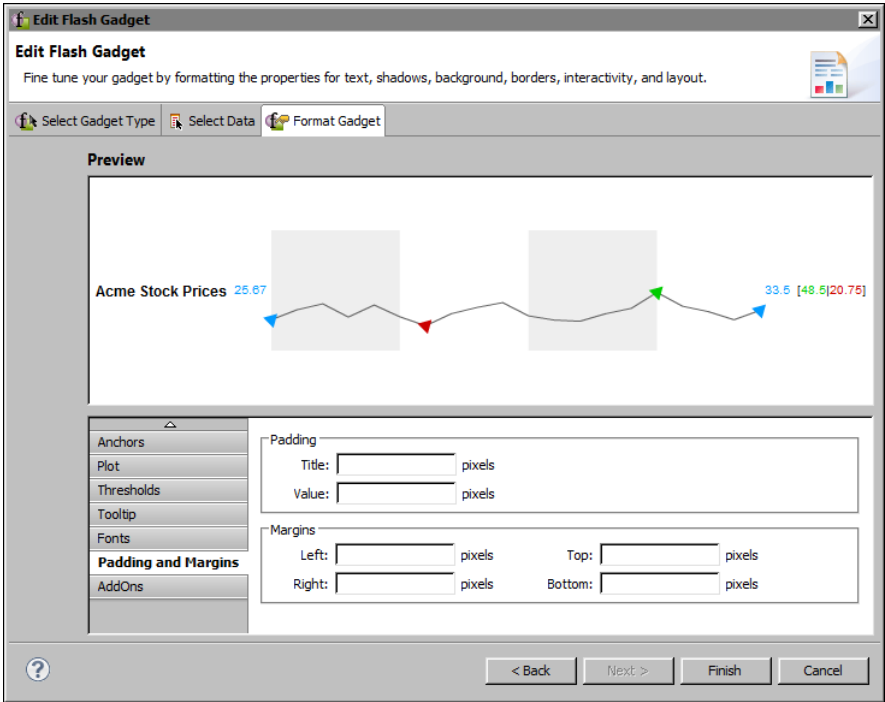 Edit Flash Gadget
Edit Flash Gadget
Fine tune your gadget by formatting the properties for text, shadows, background, borders, interactivity, and layout.
Select Gadget Type Select Data Format Gadget
Preview
Acme Stock Prices 25.67 33.5 [48.5|20.75]
Anchors
Plot
Thresholds
Tooltip
Fonts
Padding and Margins
AddOns
Padding
Title: pixels
Value: pixels
Margins
Left: pixels Top: pixels
Right: pixels Bottom: pixels
? < Back Next > Finish Cancel